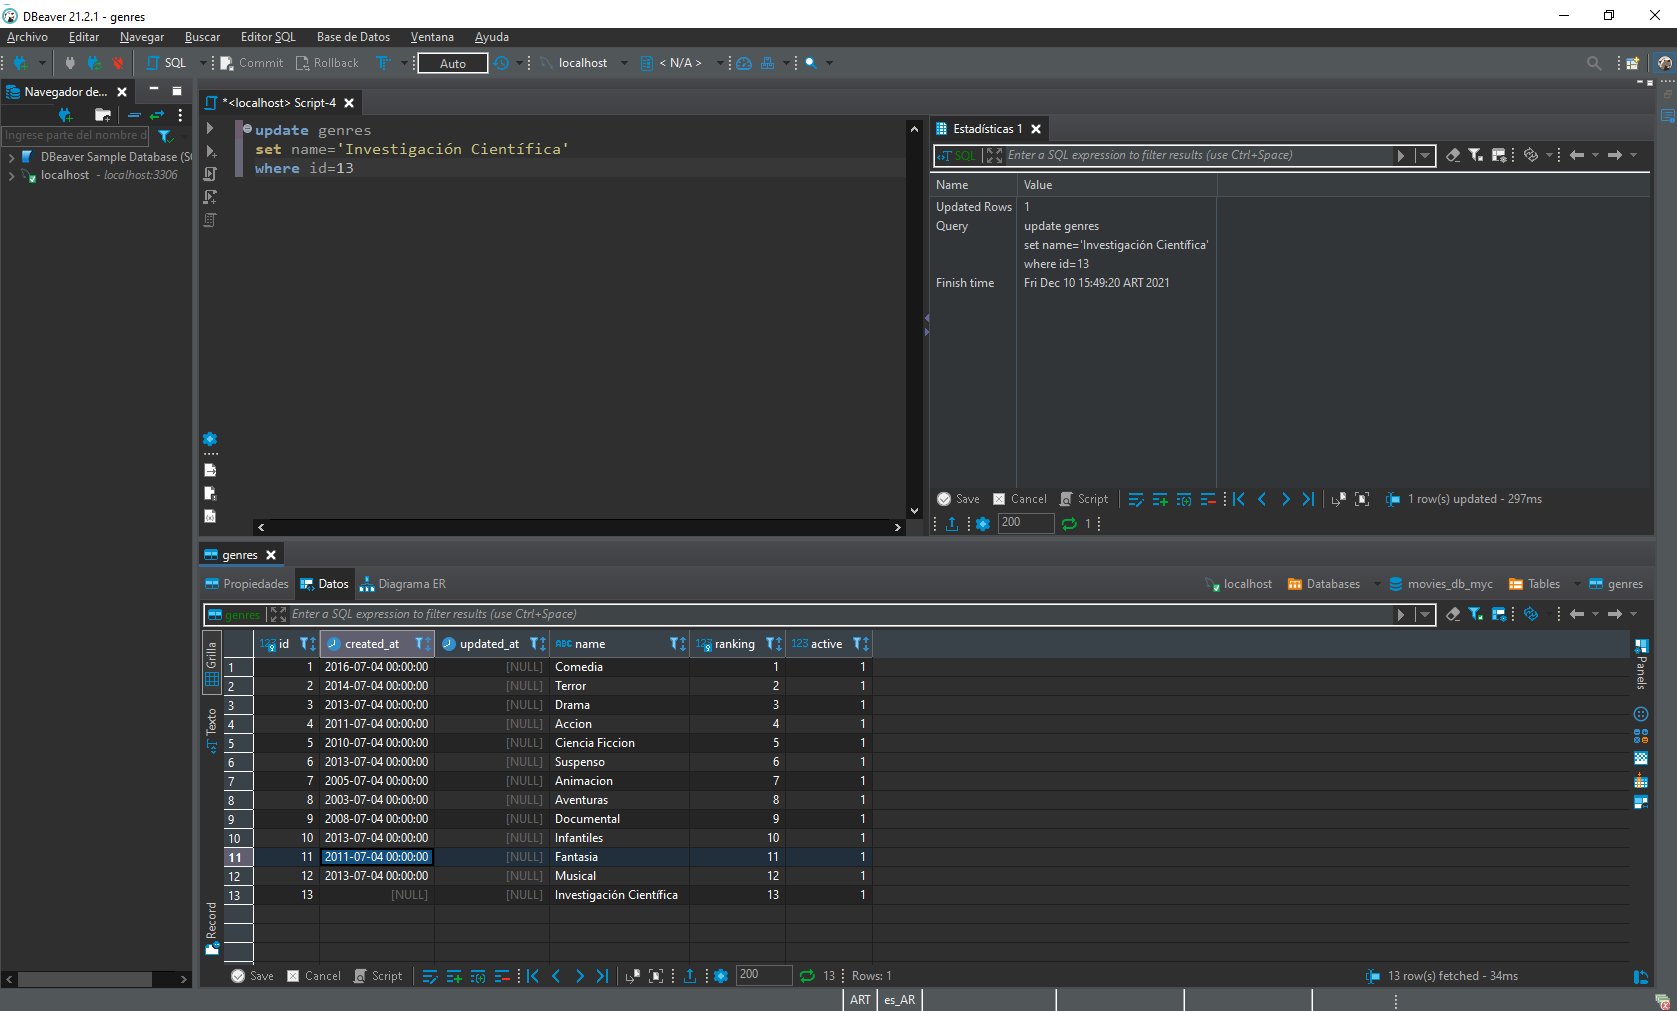 DBeaver 21.2.1 - genres
Archivo Editar Navegar Buscar Editor SQL Base de Datos Ventana Ayuda
SQL Commit Rollback Auto localhost < N/A >
Navegador de...
Ingrese parte del nombre d
DBeaver Sample Database (SC
localhost - localhost:3306
*<localhost> Script-4
update genres
set name='Investigación Científica'
where id=13
Estadísticas 1
SQL Enter a SQL expression to filter results (use Ctrl+Space)
Name Value
Updated Rows 1
Query update genres
set name='Investigación Científica'
where id=13
Finish time Fri Dec 10 15:49:20 ART 2021
Save Cancel Script 1 row(s) updated - 297ms
200 1
genres
Propiedades Datos Diagrama ER localhost Databases movies_db_myc Tables genres
genres Enter a SQL expression to filter results (use Ctrl+Space)
Grilla
Texto
Record
Panels
123 id created_at updated_at ABC name 123 ranking 123 active
1 1 2016-07-04 00:00:00 [NULL] Comedia 1 1
2 2 2014-07-04 00:00:00 [NULL] Terror 2 1
3 3 2013-07-04 00:00:00 [NULL] Drama 3 1
4 4 2011-07-04 00:00:00 [NULL] Accion 4 1
5 5 2010-07-04 00:00:00 [NULL] Ciencia Ficcion 5 1
6 6 2013-07-04 00:00:00 [NULL] Suspenso 6 1
7 7 2005-07-04 00:00:00 [NULL] Animacion 7 1
8 8 2003-07-04 00:00:00 [NULL] Aventuras 8 1
9 9 2008-07-04 00:00:00 [NULL] Documental 9 1
10 10 2013-07-04 00:00:00 [NULL] Infantiles 10 1
11 11 2011-07-04 00:00:00 [NULL] Fantasia 11 1
12 12 2013-07-04 00:00:00 [NULL] Musical 12 1
13 13 [NULL] [NULL] Investigación Científica 13 1
Save Cancel Script 200 13 Rows: 1 13 row(s) fetched - 34ms
ART es_AR